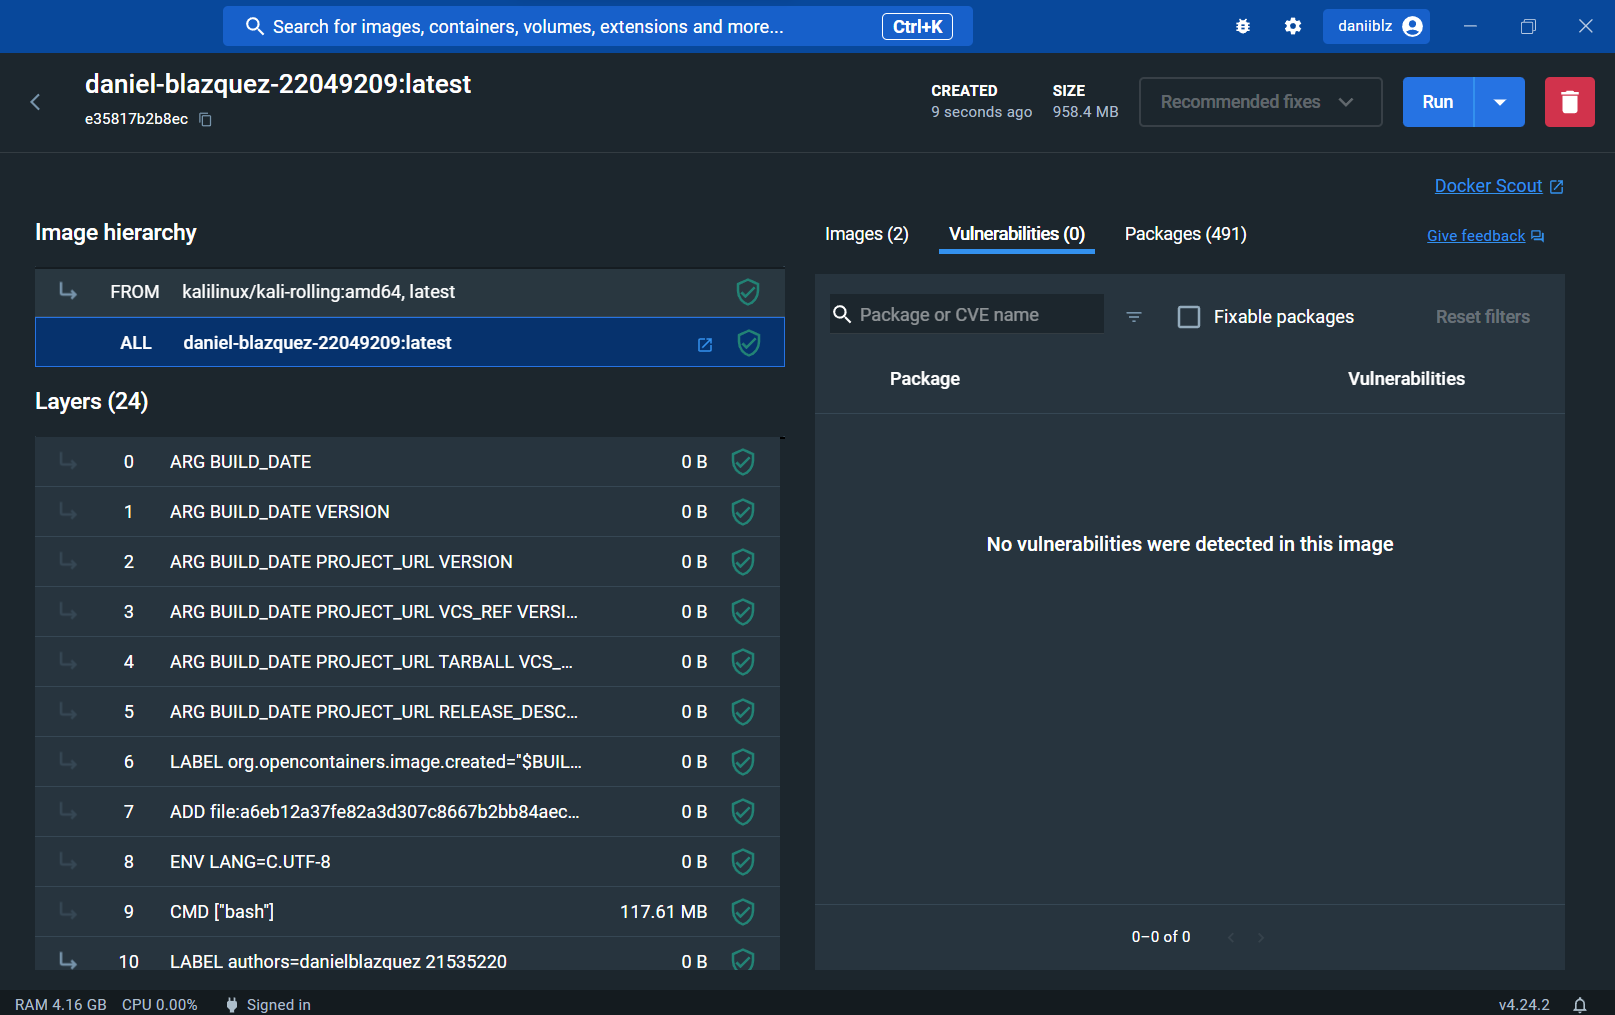 Search for images, containers, volumes, extensions and more...
Ctrl+K
daniiblz
daniel-blazquez-22049209:latest
e35817b2b8ec
CREATED
9 seconds ago
SIZE
958.4 MB
Recommended fixes
Run
Docker Scout
Give feedback
Image hierarchy
FROM kalilinux/kali-rolling:amd64, latest
ALL daniel-blazquez-22049209:latest
Layers (24)
0 ARG BUILD_DATE 0 B
1 ARG BUILD_DATE VERSION 0 B
2 ARG BUILD_DATE PROJECT_URL VERSION 0 B
3 ARG BUILD_DATE PROJECT_URL VCS_REF VERSI... 0 B
4 ARG BUILD_DATE PROJECT_URL TARBALL VCS_... 0 B
5 ARG BUILD_DATE PROJECT_URL RELEASE_DESC... 0 B
6 LABEL org.opencontainers.image.created="$BUIL... 0 B
7 ADD file:a6eb12a37fe82a3d307c8667b2bb84aec... 0 B
8 ENV LANG=C.UTF-8 0 B
9 CMD ["bash"] 117.61 MB
10 LABEL authors=danielblazquez 21535220 0 B
Images (2)
Vulnerabilities (0)
Packages (491)
Package or CVE name
Fixable packages
Reset filters
Package
Vulnerabilities
No vulnerabilities were detected in this image
0–0 of 0
RAM 4.16 GB CPU 0.00% Signed in
v4.24.2